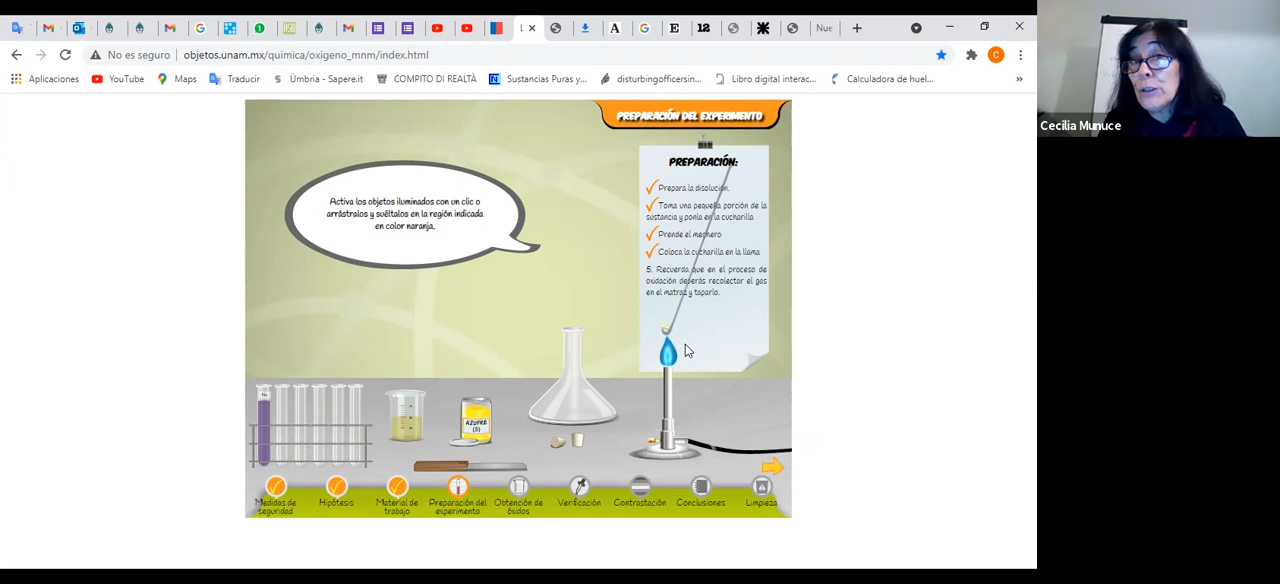 Nue
No es seguro
objetos.unam.mx/quimica/oxigeno_mnm/index.html
Aplicaciones
YouTube
Maps
Traducir
Ùmbria - Sapere.it
COMPITO DI REALTÀ
Sustancias Puras y...
disturbingofficersin...
Libro digital interac...
Calculadora de huel...
»
Cecilia Munuce
PREPARACIÓN DEL EXPERIMENTO
Activa los objetos iluminados con un clic o
arrástralos y suéltalos en la región indicada
en color naranja.
PREPARACIÓN:
Prepara la disolución.
Toma una pequeña porción de la
sustancia y ponla en la cucharilla
Prende el mechero
Coloca la cucharilla en la llama
5. Recuerda que en el proceso de
oxidación deberás recolectar el gas
en el matraz y taparlo.
AZUFRE
(S)
Medidas de
seguridad
Hipótesis
Material de
trabajo
Preparación del
experimento
Obtención de
óxidos
Verificación
Contrastación
Conclusiones
Limpieza